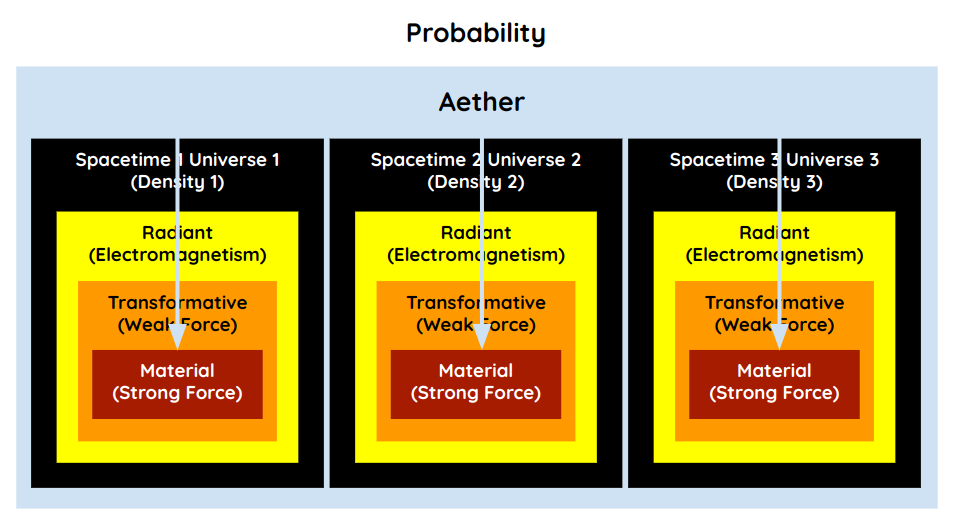 Probability
Aether
Spacetime 1 Universe 1
(Density 1)
Radiant
(Electromagnetism)
Transformative
(Weak Force)
Material
(Strong Force)
Spacetime 2 Universe 2
(Density 2)
Radiant
(Electromagnetism)
Transformative
(Weak Force)
Material
(Strong Force)
Spacetime 3 Universe 3
(Density 3)
Radiant
(Electromagnetism)
Transformative
(Weak Force)
Material
(Strong Force)